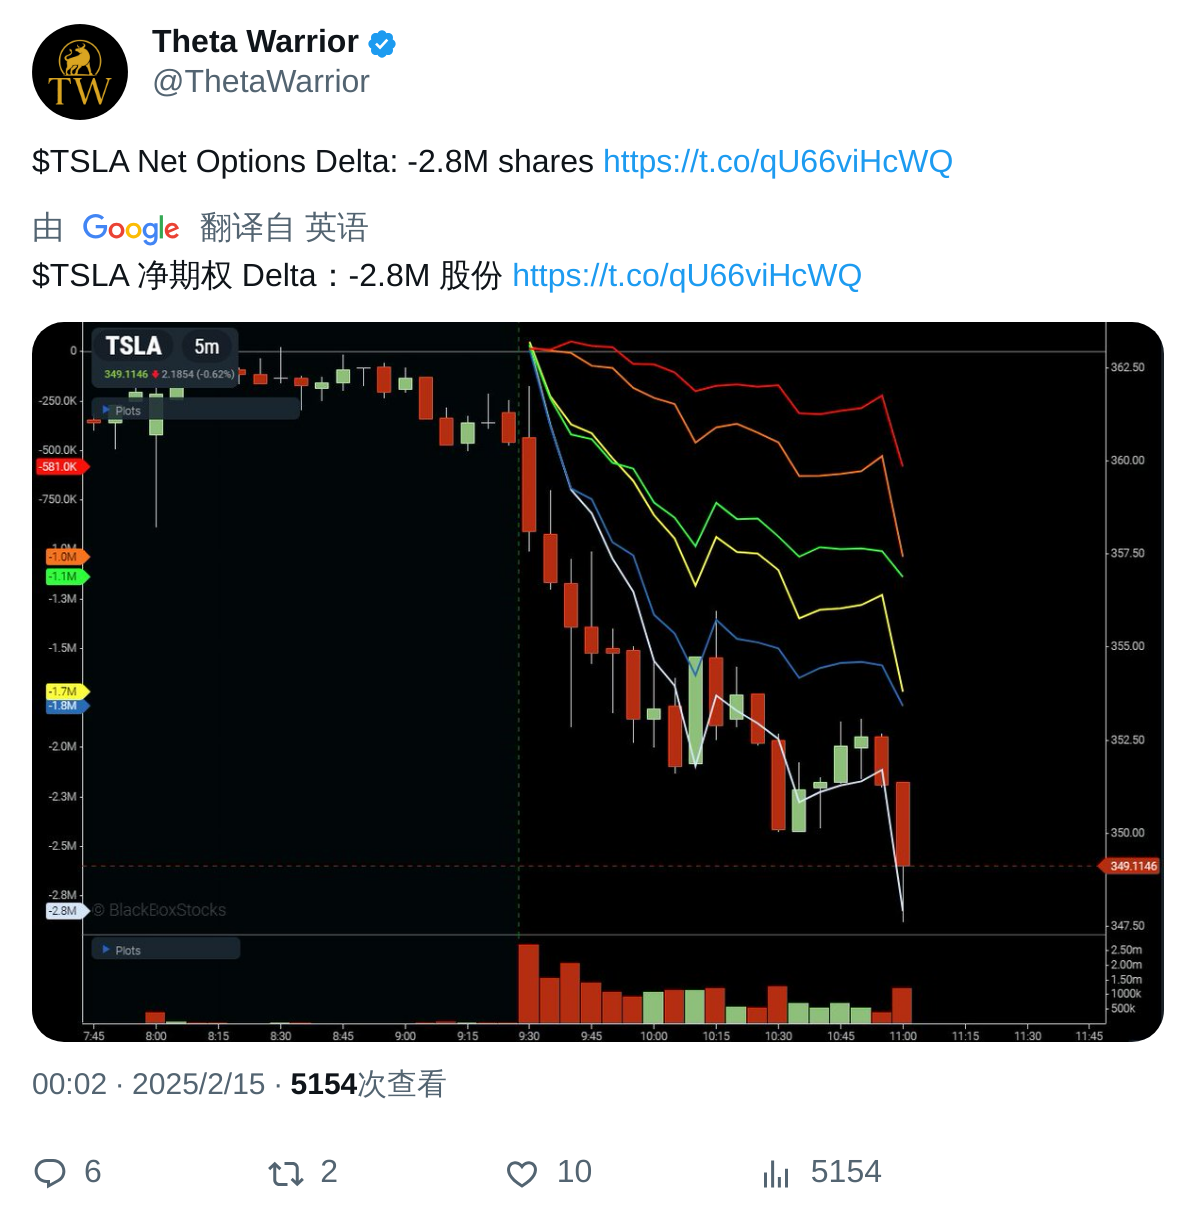 Theta Warrior
TW
@ThetaWarrior
$TSLA Net Options Delta: -2.8M shares https://t.co/qU66viHcWQ
由 Google 翻译自 英语
$TSLA 净期权 Delta：-2.8M 股份 https://t.co/qU66viHcWQ
TSLA 5m
349.1146 2.1854 (-0.62%)
Plots
0
-250.0K
-500.0K
-581.0K
-750.0K
-1.0M
-1.1M
-1.3M
-1.5M
-1.7M
-1.8M
-2.0M
-2.3M
-2.5M
-2.8M
-2.8M
362.50
360.00
357.50
355.00
352.50
350.00
349.1146
347.50
© BlackBoxStocks
Plots
2.50m
2.00m
1.50m
1000k
500k
7:45 8:00 8:15 8:30 8:45 9:00 9:15 9:30 9:45 10:00 10:15 10:30 10:45 11:00 11:15 11:30 11:45
00:02 · 2025/2/15 · 5154次查看
6 2 10 5154